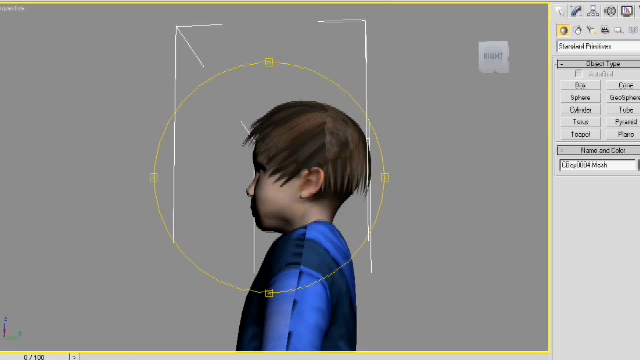 RIGHT
Standard Primitives
- Object Type
AutoGrid
Box Cone
Sphere GeoSphere
Cylinder Tube
Torus Pyramid
Teapot Plane
- Name and Color
0 / 100 >